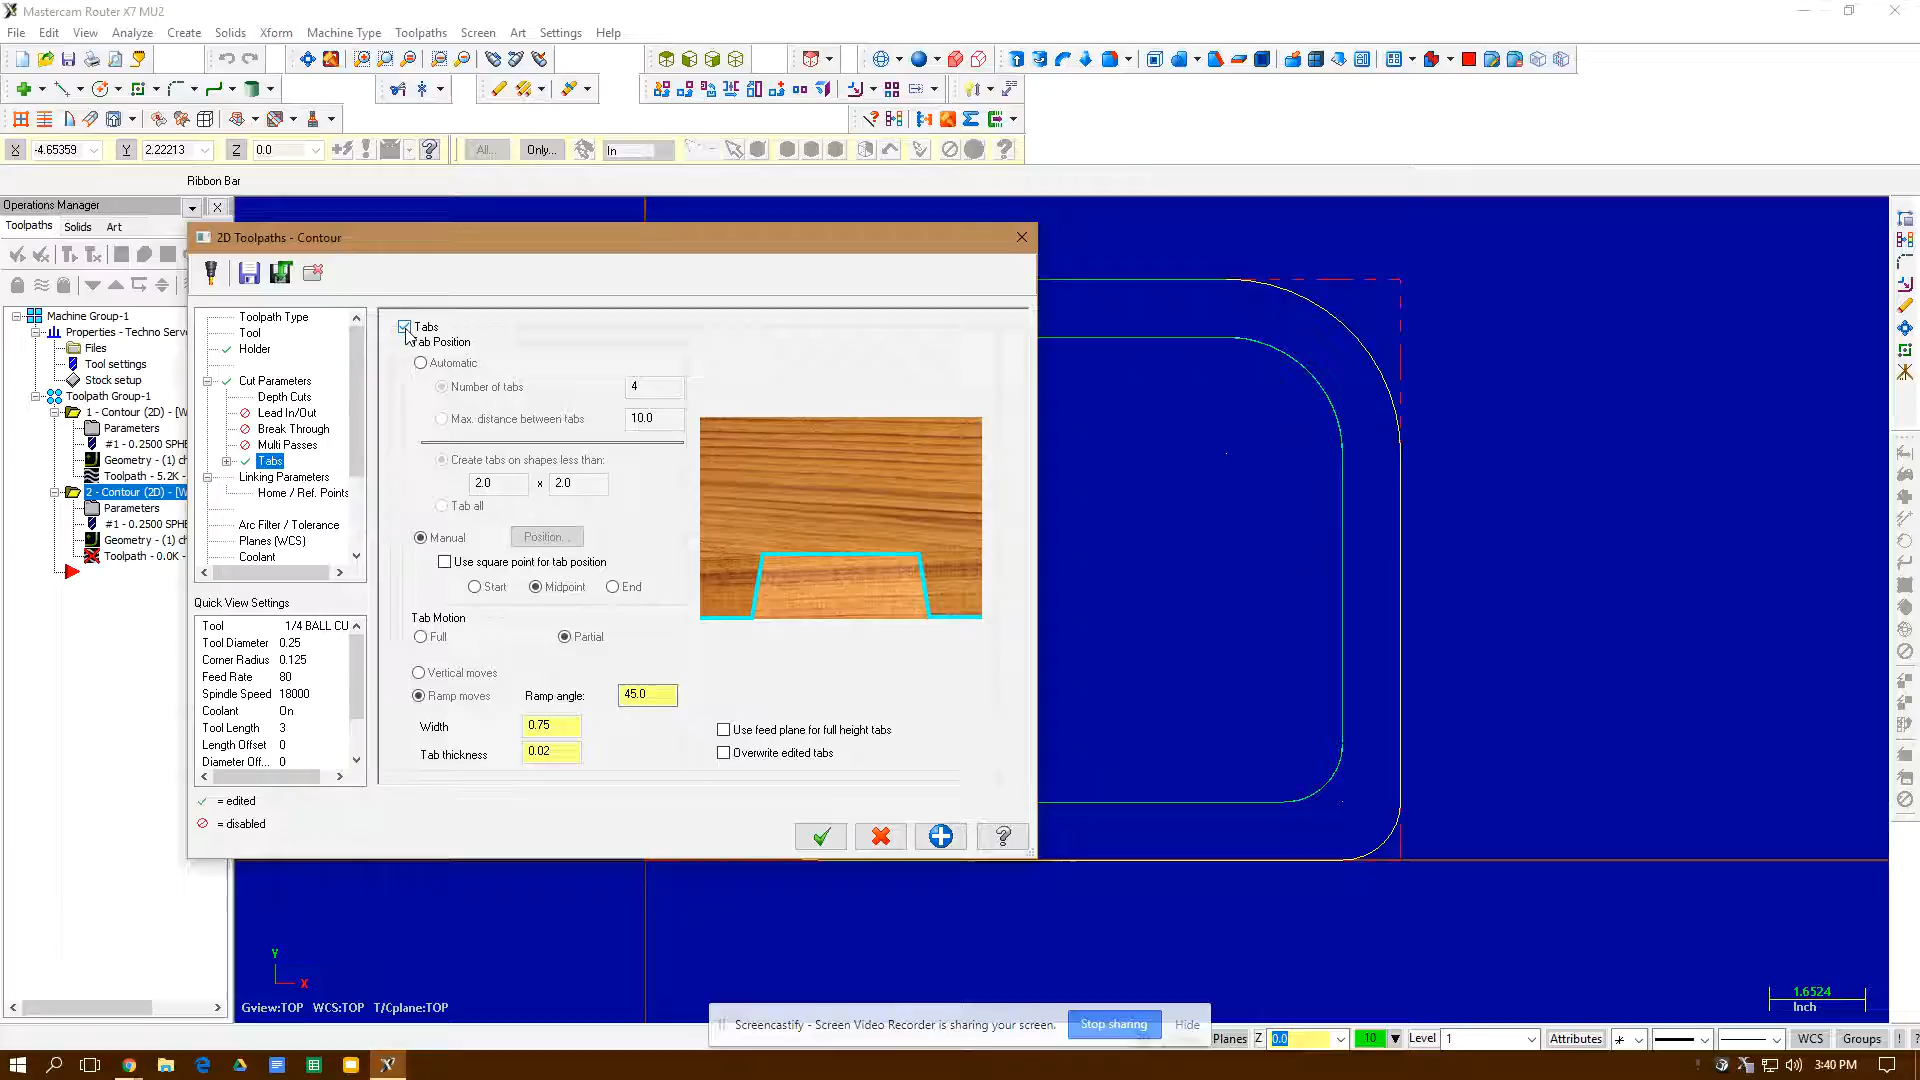 Mastercam Router X7 MU2
File Edit View Analyze Create Solids Xform Machine Type Toolpaths Screen Art Settings Help
X -4.65359 Y 2.22213 Z 0.0 All... Only... In
Ribbon Bar
Operations Manager
Toolpaths Solids Art
Machine Group-1
Properties - Techno Serv
Files
Tool settings
Stock setup
Toolpath Group-1
1 - Contour (2D) - [W
Parameters
#1 - 0.2500 SPHE
Geometry - (1) ch
Toolpath - 5.2K -
2 - Contour (2D) - [W
Parameters
#1 - 0.2500 SPHE
Geometry - (1) ch
Toolpath - 0.0K -
2D Toolpaths - Contour
Toolpath Type
Tool
Holder
Cut Parameters
Depth Cuts
Lead In/Out
Break Through
Multi Passes
Tabs
Linking Parameters
Home / Ref. Points
Arc Filter / Tolerance
Planes (WCS)
Coolant
Quick View Settings
Tool 1/4 BALL CU
Tool Diameter 0.25
Corner Radius 0.125
Feed Rate 80
Spindle Speed 18000
Coolant On
Tool Length 3
Length Offset 0
Diameter Off... 0
= edited
= disabled
Tabs
Tab Position
Automatic
Number of tabs 4
Max. distance between tabs 10.0
Create tabs on shapes less than:
2.0 x 2.0
Tab all
Manual Position...
Use square point for tab position
Start Midpoint End
Tab Motion
Full Partial
Vertical moves
Ramp moves Ramp angle: 45.0
Width 0.75
Tab thickness 0.02
Use feed plane for full height tabs
Overwrite edited tabs
Y
X
Gview:TOP WCS:TOP T/Cplane:TOP
1.6524
Inch
Screencastify - Screen Video Recorder is sharing your screen. Stop sharing Hide
Planes Z 0.0 10 Level 1 Attributes WCS Groups ! ?
3:40 PM